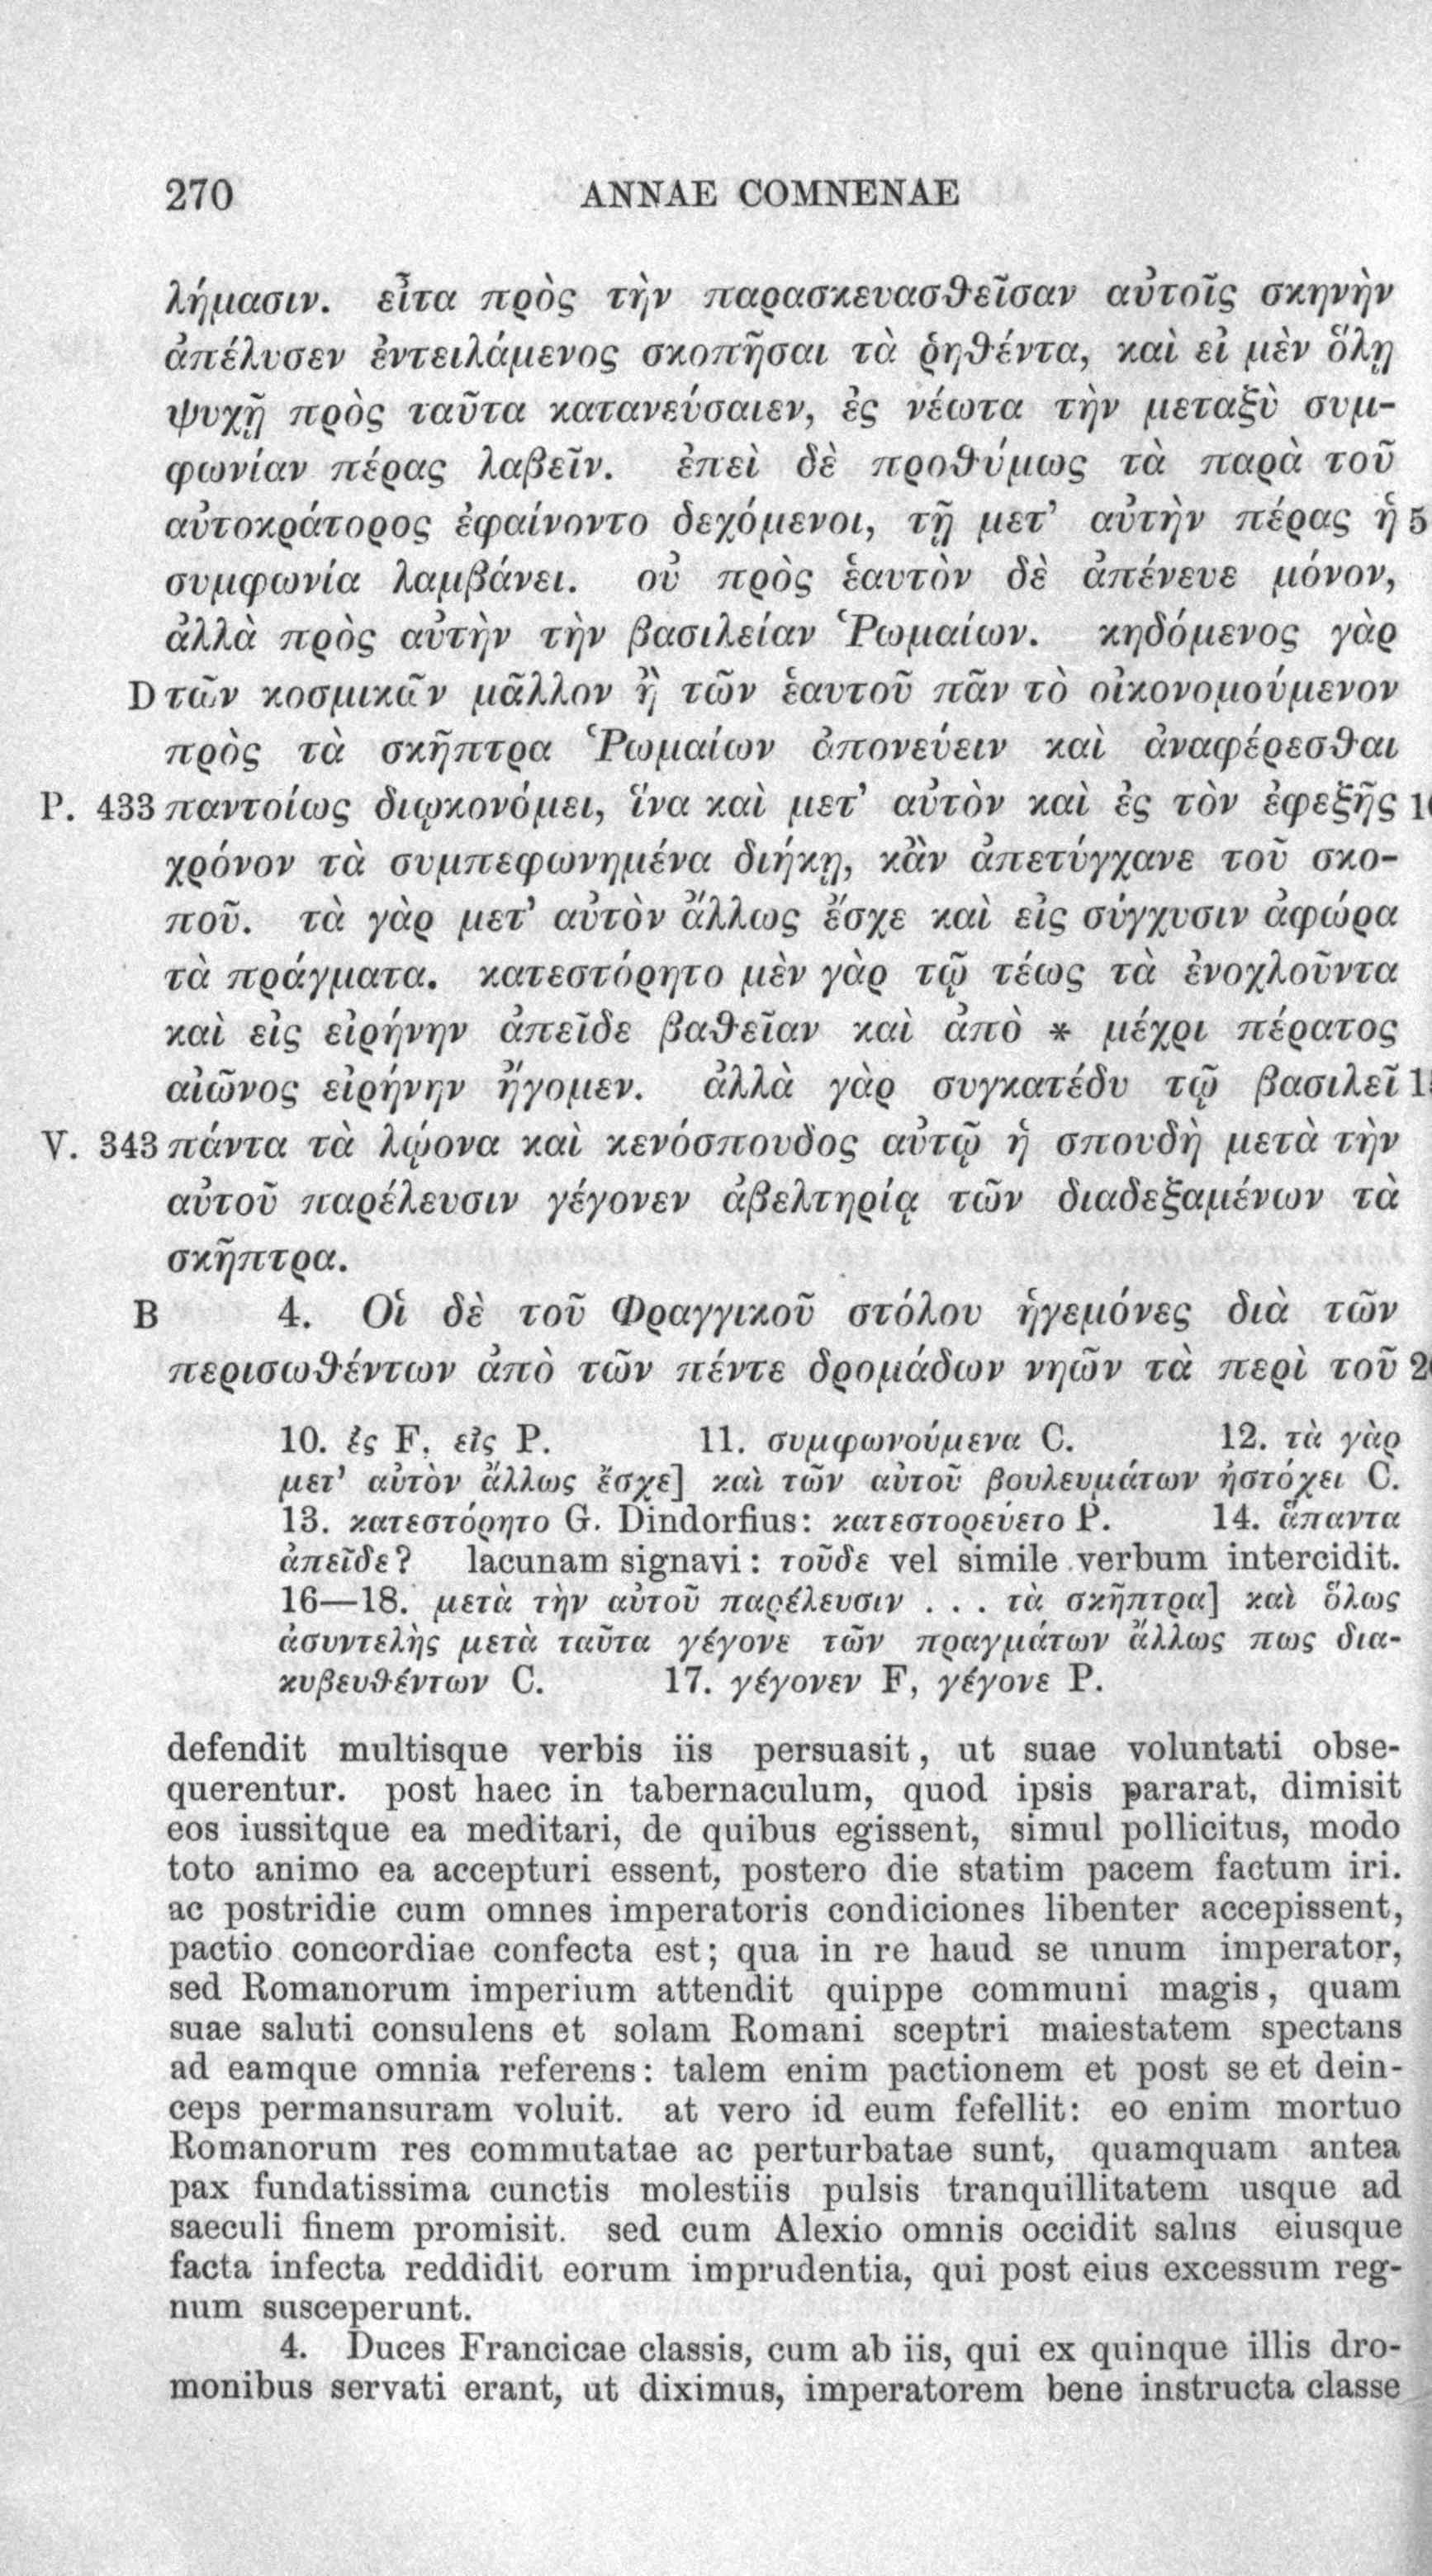 270 ANNAE COMNENAE
λήμασιν. εἶτα πρὸς τὴν παρασκευασθεῖσαν αὐτοῖς σκηνὴν
ἀπέλυσεν ἐντειλάμενος σκοπῆσαι τὰ ῥηθέντα, καὶ εἰ μὲν ὅλῃ
ψυχῇ πρὸς ταῦτα κατανεύσαιεν, ἐς νέωτα τὴν μεταξὺ συμ-
φωνίαν πέρας λαβεῖν. ἐπεὶ δὲ προθύμως τὰ παρὰ τοῦ
αὐτοκράτορος ἐφαίνοντο δεχόμενοι, τῇ μετ' αὐτὴν πέρας ἡ 5
συμφωνία λαμβάνει. οὐ πρὸς ἑαυτὸν δὲ ἀπένευε μόνον,
ἀλλὰ πρὸς αὐτὴν τὴν βασιλείαν Ῥωμαίων. κηδόμενος γὰρ
D τῶν κοσμικῶν μᾶλλον ἢ τῶν ἑαυτοῦ πᾶν τὸ οἰκονομούμενον
πρὸς τὰ σκῆπτρα Ῥωμαίων ἀπονεύειν καὶ ἀναφέρεσθαι
P. 433 παντοίως διῳκονόμει, ἵνα καὶ μετ' αὐτὸν καὶ ἐς τὸν ἐφεξῆς 1
χρόνον τὰ συμπεφωνημένα διήκῃ, κἂν ἀπετύγχανε τοῦ σκο-
ποῦ. τὰ γὰρ μετ' αὐτὸν ἄλλως ἔσχε καὶ εἰς σύγχυσιν ἀφώρα
τὰ πράγματα. κατεστόρητο μὲν γὰρ τῷ τέως τὰ ἐνοχλοῦντα
καὶ εἰς εἰρήνην ἀπεῖδε βαθεῖαν καὶ ἀπὸ * μέχρι πέρατος
αἰῶνος εἰρήνην ἤγομεν. ἀλλὰ γὰρ συγκατέδυ τῷ βασιλεῖ 1
V. 343 πάντα τὰ λῴονα καὶ κενόσπουδος αὐτῷ ἡ σπουδὴ μετὰ τὴν
αὐτοῦ παρέλευσιν γέγονεν ἀβελτηρίᾳ τῶν διαδεξαμένων τὰ
σκῆπτρα.
B 4. Οἱ δὲ τοῦ Φραγγικοῦ στόλου ἡγεμόνες διὰ τῶν
περισωθέντων ἀπὸ τῶν πέντε δρομάδων νηῶν τὰ περὶ τοῦ 2
10. ἐς F, εἰς P. 11. συμφωνούμενα C. 12. τὰ γὰρ
μετ' αὐτὸν ἄλλως ἔσχε] καὶ τῶν αὐτοῦ βουλευμάτων ἠστόχει C.
13. κατεστόρητο G. Dindorfius: κατεστορεύετο P. 14. ἅπαντα
ἀπεῖδε? lacunam signavi: τοῦδε vel simile verbum intercidit.
16—18. μετὰ τὴν αὐτοῦ παρέλευσιν . . . τὰ σκῆπτρα] καὶ ὅλως
ἀσυντελὴς μετὰ ταῦτα γέγονε τῶν πραγμάτων ἄλλως πως δια-
κυβευθέντων C. 17. γέγονεν F, γέγονε P.
defendit multisque verbis iis persuasit, ut suae voluntati obse-
querentur. post haec in tabernaculum, quod ipsis pararat, dimisit
eos iussitque ea meditari, de quibus egissent, simul pollicitus, modo
toto animo ea accepturi essent, postero die statim pacem factum iri.
ac postridie cum omnes imperatoris condiciones libenter accepissent,
pactio concordiae confecta est; qua in re haud se unum imperator,
sed Romanorum imperium attendit quippe communi magis, quam
suae saluti consulens et solam Romani sceptri maiestatem spectans
ad eamque omnia referens: talem enim pactionem et post se et dein-
ceps permansuram voluit. at vero id eum fefellit: eo enim mortuo
Romanorum res commutatae ac perturbatae sunt, quamquam antea
pax fundatissima cunctis molestiis pulsis tranquillitatem usque ad
saeculi finem promisit. sed cum Alexio omnis occidit salus eiusque
facta infecta reddidit eorum imprudentia, qui post eius excessum reg-
num susceperunt.
4. Duces Francicae classis, cum ab iis, qui ex quinque illis dro-
monibus servati erant, ut diximus, imperatorem bene instructa classe